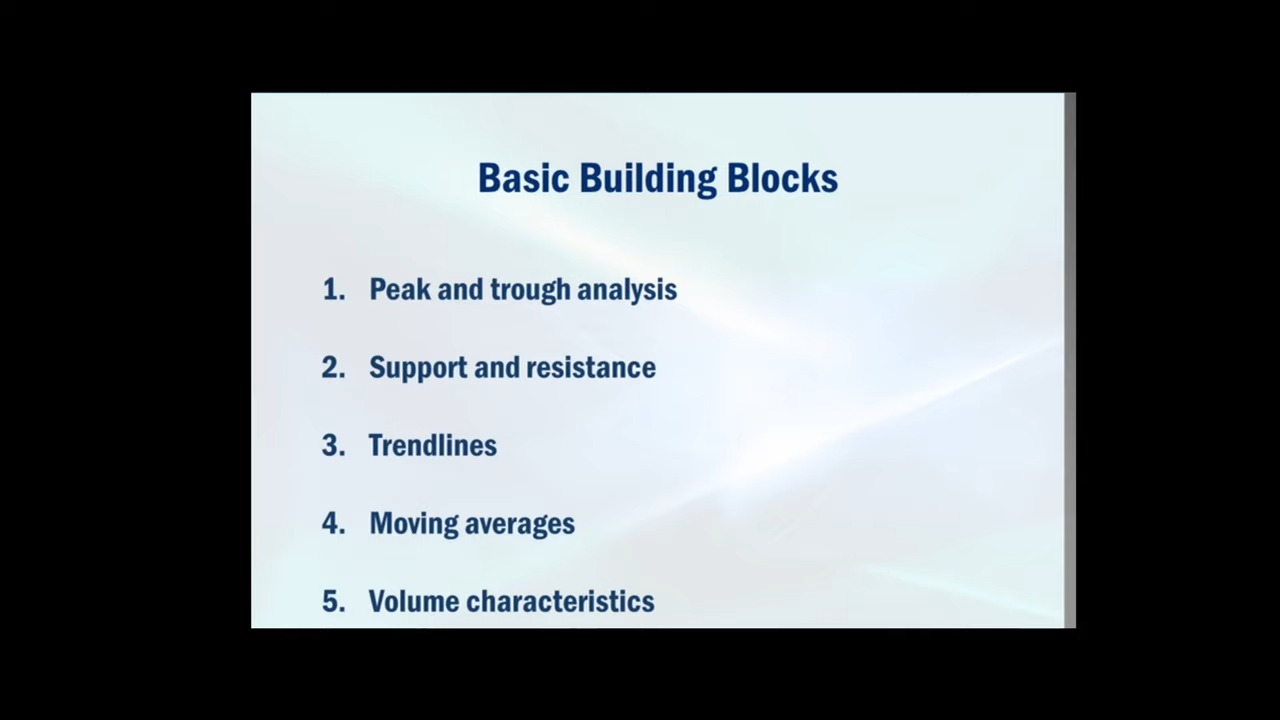 Basic Building Blocks
1. Peak and trough analysis
2. Support and resistance
3. Trendlines
4. Moving averages
5. Volume characteristics